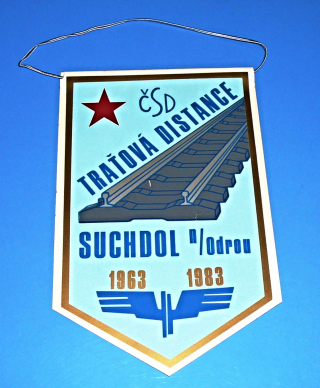 ČSD
TRAŤOVÁ DISTANCE
SUCHDOL n/Odrou
1963 1983